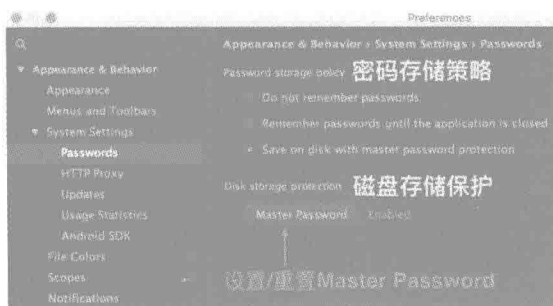 Preferences
Appearance & Behavior › System Settings › Passwords
Appearance & Behavior
Password storage policy 密码存储策略
Appearance
Do not remember passwords
Menus and Toolbars
Remember passwords until the application is closed
System Settings
Passwords
Save on disk with master password protection
HTTP Proxy
Updates
Disk storage protection 磁盘存储保护
Usage Statistics
Master Password Enabled
Android SDK
File Colors
Scopes
设置/重置Master Password
Notifications